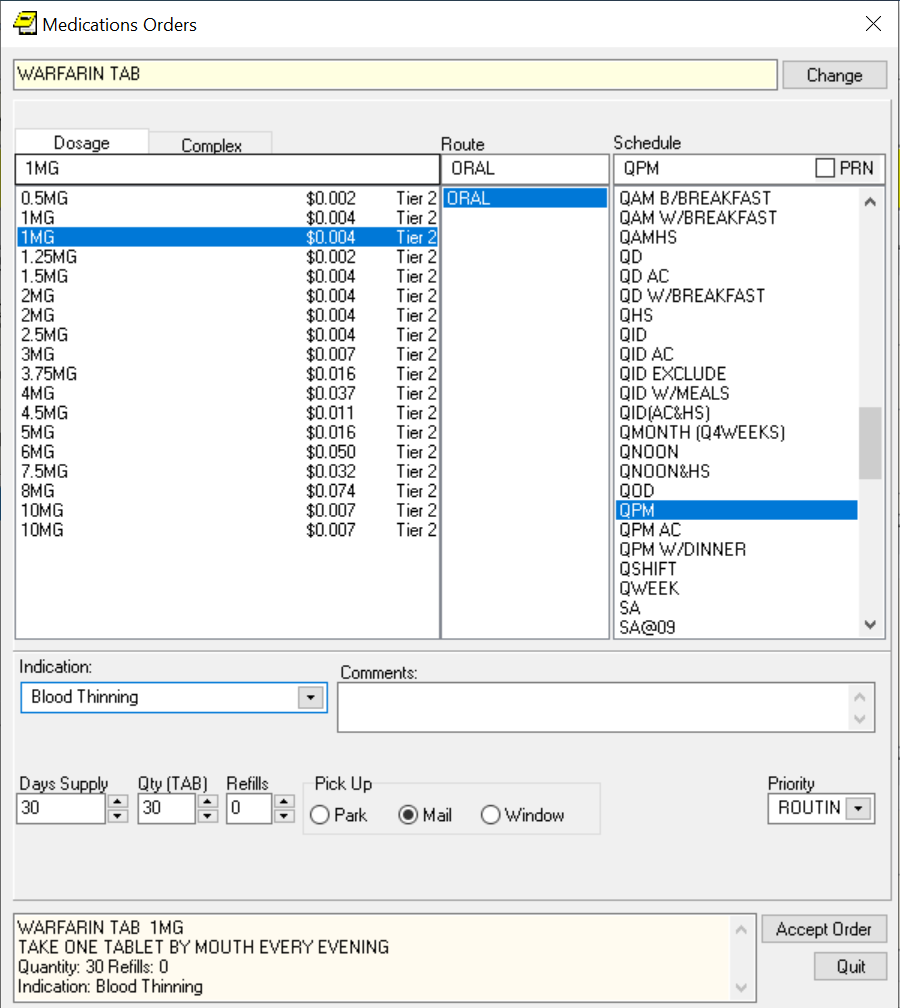 Medications Orders
WARFARIN TAB
Change
Dosage Complex
Route
Schedule
1MG
ORAL
QPM
PRN
0.5MG $0.002 Tier 2
1MG $0.004 Tier 2
1MG $0.004 Tier 2
1.25MG $0.002 Tier 2
1.5MG $0.004 Tier 2
2MG $0.004 Tier 2
2MG $0.004 Tier 2
2.5MG $0.004 Tier 2
3MG $0.007 Tier 2
3.75MG $0.016 Tier 2
4MG $0.037 Tier 2
4.5MG $0.011 Tier 2
5MG $0.016 Tier 2
6MG $0.050 Tier 2
7.5MG $0.032 Tier 2
8MG $0.074 Tier 2
10MG $0.007 Tier 2
10MG $0.007 Tier 2
ORAL
QAM B/BREAKFAST
QAM W/BREAKFAST
QAMHS
QD
QD AC
QD W/BREAKFAST
QHS
QID
QID AC
QID EXCLUDE
QID W/MEALS
QID(AC&HS)
QMONTH (Q4WEEKS)
QNOON
QNOON&HS
QOD
QPM
QPM AC
QPM W/DINNER
QSHIFT
QWEEK
SA
SA@09
Indication:
Blood Thinning
Comments:
Days Supply
30
Qty (TAB)
30
Refills
0
Pick Up
Park Mail Window
Priority
ROUTIN
WARFARIN TAB 1MG
TAKE ONE TABLET BY MOUTH EVERY EVENING
Quantity: 30 Refills: 0
Indication: Blood Thinning
Accept Order
Quit